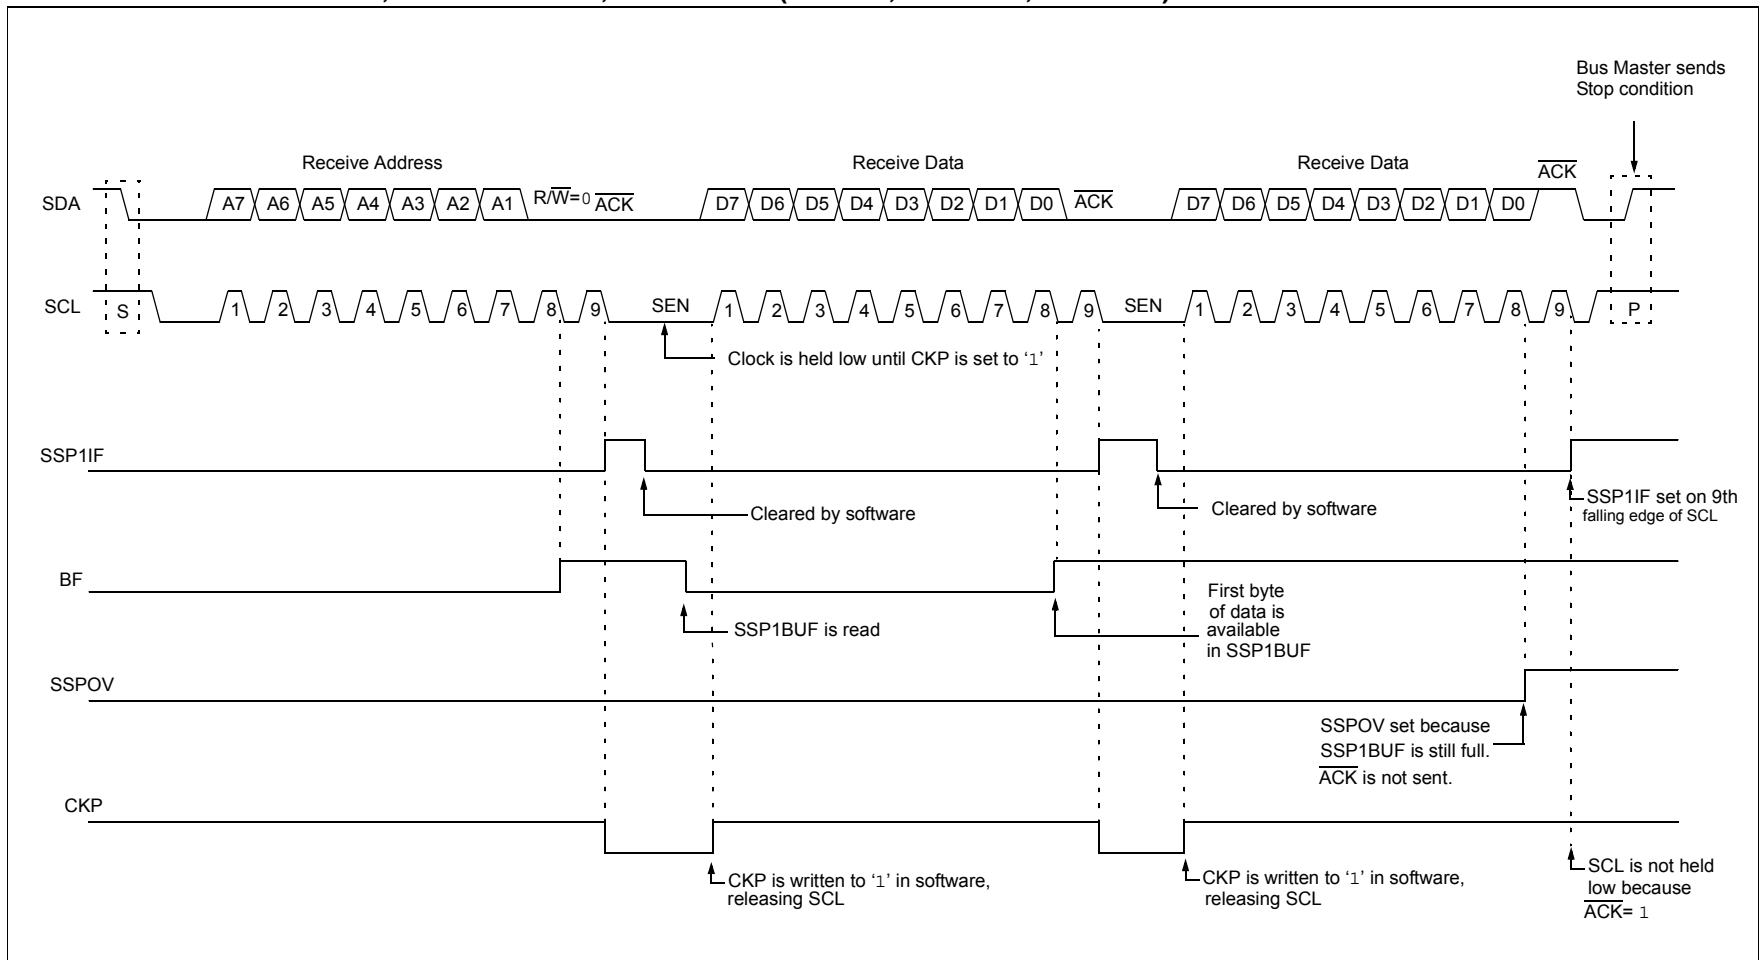 Bus Master sends
Stop condition
Receive Address
Receive Data
Receive Data
ACK
SDA
A7 A6 A5 A4 A3 A2 A1 R/W=0 ACK
D7 D6 D5 D4 D3 D2 D1 D0 ACK
D7 D6 D5 D4 D3 D2 D1 D0
SCL
S
1 2 3 4 5 6 7 8 9 SEN
1 2 3 4 5 6 7 8 9 SEN
1 2 3 4 5 6 7 8 9
P
Clock is held low until CKP is set to ‘1’
SSP1IF
Cleared by software
Cleared by software
SSP1IF set on 9th
falling edge of SCL
BF
SSP1BUF is read
First byte
of data is
available
in SSP1BUF
SSPOV
SSPOV set because
SSP1BUF is still full.
ACK is not sent.
CKP
CKP is written to ‘1’ in software,
releasing SCL
CKP is written to ‘1’ in software,
releasing SCL
SCL is not held
low because
ACK= 1